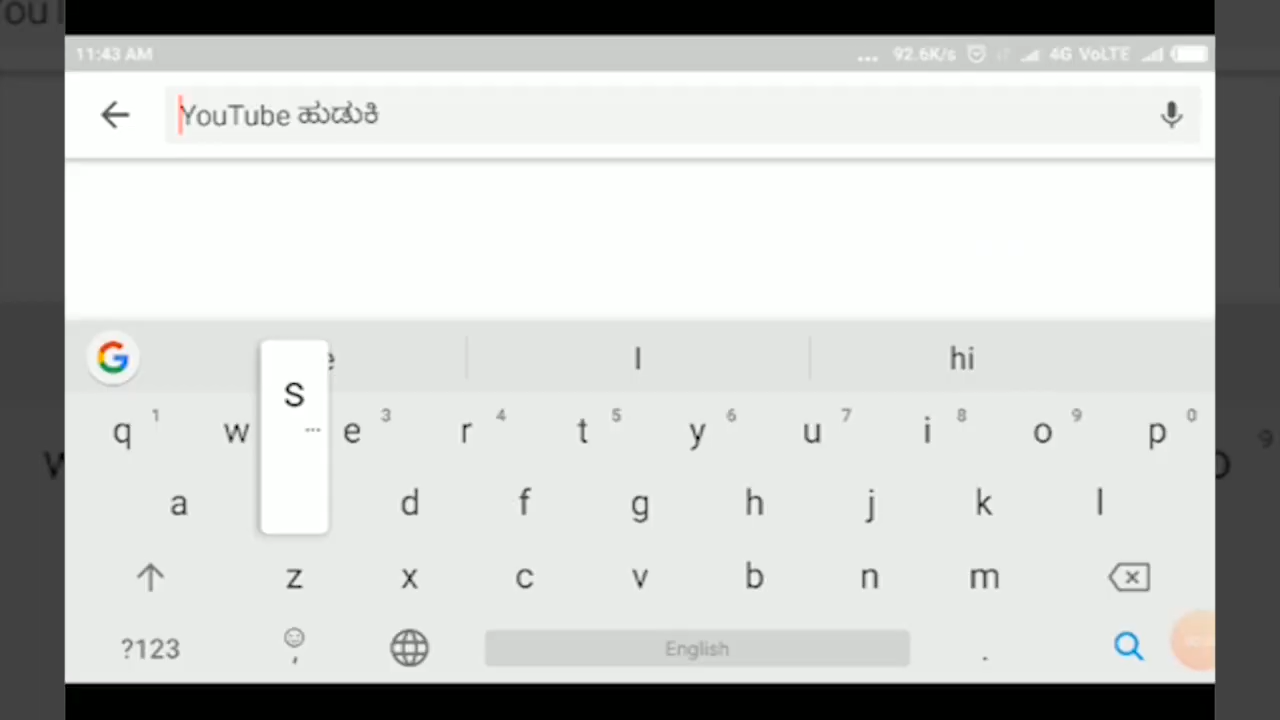 11:43 AM ... 92.6K/s 4G VoLTE
YouTube ಹುಡುಕಿ
I hi
S
q 1 w e 3 r 4 t 5 y 6 u 7 i 8 o 9 p 0
a d f g h j k l
z x c v b n m
?123 , English .